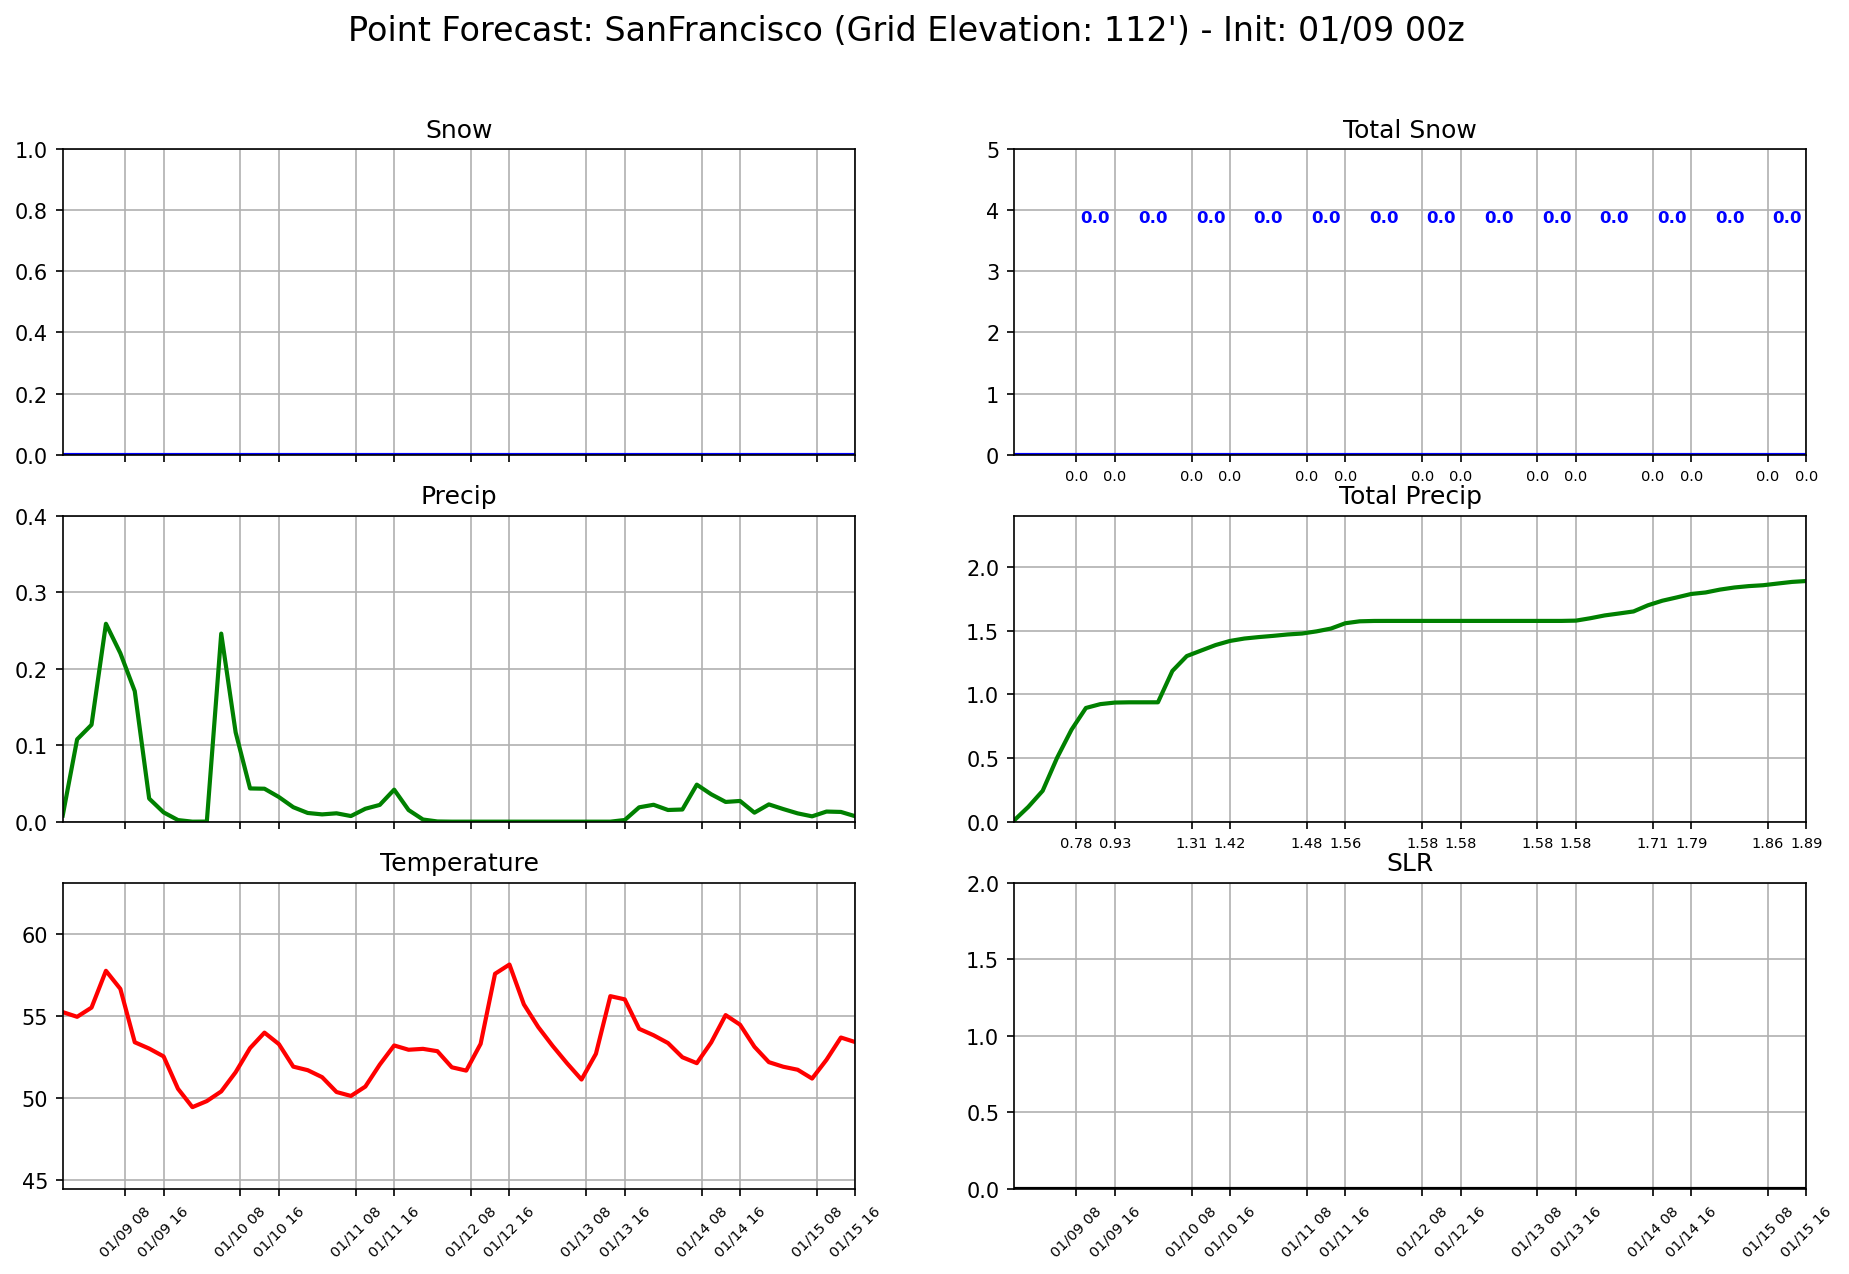 Point Forecast: SanFrancisco (Grid Elevation: 112') - Init: 01/09 00z
Snow
1.0
0.8
0.6
0.4
0.2
0.0
Total Snow
5
4
3
2
1
0
0.0 0.0 0.0 0.0 0.0 0.0 0.0 0.0 0.0 0.0 0.0 0.0 0.0
0.0 0.0 0.0 0.0 0.0 0.0 0.0 0.0 0.0 0.0 0.0 0.0 0.0 0.0
Precip
0.4
0.3
0.2
0.1
0.0
Total Precip
2.0
1.5
1.0
0.5
0.0
0.78 0.93 1.31 1.42 1.48 1.56 1.58 1.58 1.58 1.58 1.71 1.79 1.86 1.89
Temperature
60
55
50
45
01/09 08 01/09 16 01/10 08 01/10 16 01/11 08 01/11 16 01/12 08 01/12 16 01/13 08 01/13 16 01/14 08 01/14 16 01/15 08 01/15 16
SLR
2.0
1.5
1.0
0.5
0.0
01/09 08 01/09 16 01/10 08 01/10 16 01/11 08 01/11 16 01/12 08 01/12 16 01/13 08 01/13 16 01/14 08 01/14 16 01/15 08 01/15 16